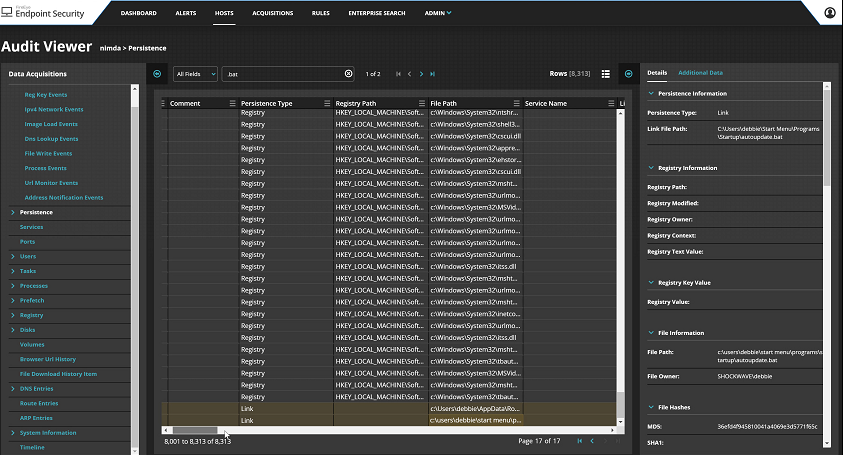 FireEye
Endpoint Security
DASHBOARD ALERTS HOSTS ACQUISITIONS RULES ENTERPRISE SEARCH ADMIN
Audit Viewer nimda > Persistence
Data Acquisitions
Reg Key Events
Ipv4 Network Events
Image Load Events
Dns Lookup Events
File Write Events
Process Events
Url Monitor Events
Address Notification Events
Persistence
Services
Ports
Users
Tasks
Processes
Prefetch
Registry
Disks
Volumes
Browser Url History
File Download History Item
DNS Entries
Route Entries
ARP Entries
System Information
Timeline
All Fields .bat 1 of 2 Rows [8,313]
Comment Persistence Type Registry Path File Path Service Name Li
Registry HKEY_LOCAL_MACHINE\Soft... c:\Windows\System32\ntshr...
Registry HKEY_LOCAL_MACHINE\Soft... c:\Windows\System32\shell3...
Registry HKEY_LOCAL_MACHINE\Soft... c:\Windows\System32\cscui.dll
Registry HKEY_LOCAL_MACHINE\Soft... c:\Windows\System32\appre...
Registry HKEY_LOCAL_MACHINE\Soft... c:\Windows\System32\ehstor...
Registry HKEY_LOCAL_MACHINE\Soft... c:\Windows\System32\cscui.dll
Registry HKEY_LOCAL_MACHINE\Soft... c:\Windows\System32\msht...
Registry HKEY_LOCAL_MACHINE\Soft... c:\Windows\System32\urlmo...
Registry HKEY_LOCAL_MACHINE\Soft... c:\Windows\System32\MSVid...
Registry HKEY_LOCAL_MACHINE\Soft... c:\Windows\System32\urlmo...
Registry HKEY_LOCAL_MACHINE\Soft... c:\Windows\System32\urlmo...
Registry HKEY_LOCAL_MACHINE\Soft... c:\Windows\System32\urlmo...
Registry HKEY_LOCAL_MACHINE\Soft... c:\Windows\System32\urlmo...
Registry HKEY_LOCAL_MACHINE\Soft... c:\Windows\System32\itss.dll
Registry HKEY_LOCAL_MACHINE\Soft... c:\Windows\System32\msht...
Registry HKEY_LOCAL_MACHINE\Soft... c:\Windows\System32\urlmo...
Registry HKEY_LOCAL_MACHINE\Soft... c:\Windows\System32\msht...
Registry HKEY_LOCAL_MACHINE\Soft... c:\Windows\System32\inetco...
Registry HKEY_LOCAL_MACHINE\Soft... c:\Windows\System32\urlmo...
Registry HKEY_LOCAL_MACHINE\Soft... c:\Windows\System32\itss.dll
Registry HKEY_LOCAL_MACHINE\Soft... c:\Windows\System32\msht...
Registry HKEY_LOCAL_MACHINE\Soft... c:\Windows\System32\tbaut...
Registry HKEY_LOCAL_MACHINE\Soft... c:\Windows\System32\MSVid...
Registry HKEY_LOCAL_MACHINE\Soft... c:\Windows\System32\msht...
Registry HKEY_LOCAL_MACHINE\Soft... c:\Windows\System32\tbaut...
Link c:\Users\debbie\AppData\Ro...
Link c:\users\debbie\start menu\p...
8,001 to 8,313 of 8,313 Page 17 of 17
Details Additional Data
Persistence Information
Persistence Type: Link
Link File Path: C:\Users\debbie\Start Menu\Programs
\Startup\autoupdate.bat
Registry Information
Registry Path:
Registry Modified:
Registry Owner:
Registry Context:
Registry Text Value:
Registry Key Value
Registry Value:
File Information
File Path: c:\users\debbie\start menu\programs\s
tartup\autoupdate.bat
File Owner: SHOCKWAVE\debbie
File Hashes
MD5: 36efd4f945810041a4069e3d5771f65c
SHA1: